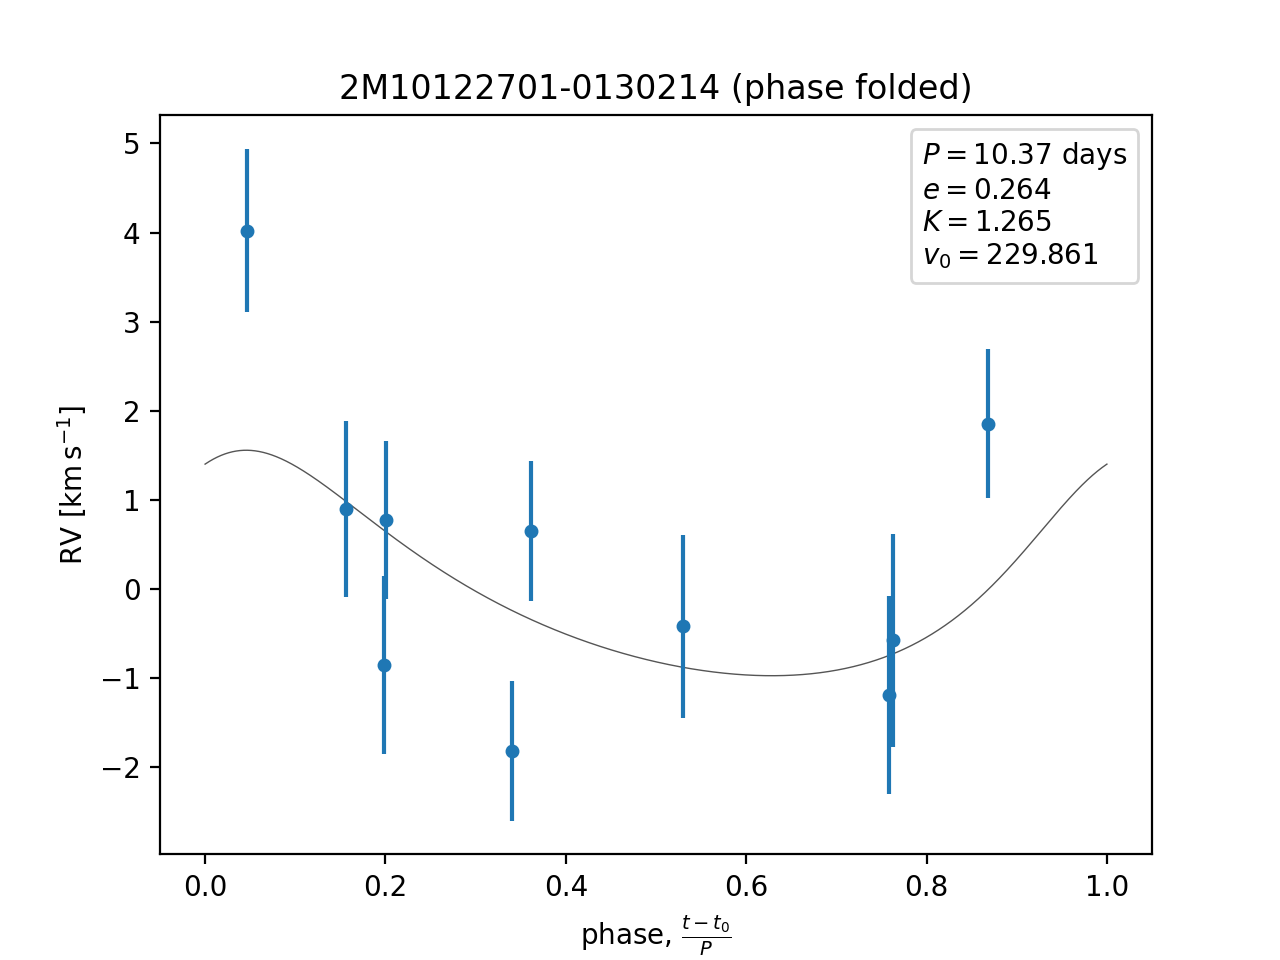 2M10122701-0130214 (phase folded)
P = 10.37 days
e = 0.264
K = 1.265
v₀ = 229.861
5
4
3
2
1
0
−1
−2
RV [km s⁻¹]
0.0 0.2 0.4 0.6 0.8 1.0
phase, (t − t₀)/P